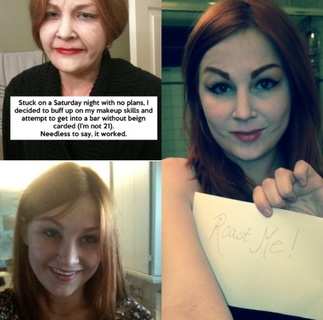 Stuck on a Saturday night with no plans, I
decided to buff up on my makeup skills and
attempt to get into a bar without beign
carded (I'm not 21).
Needless to say, it worked.
Roast
Me!